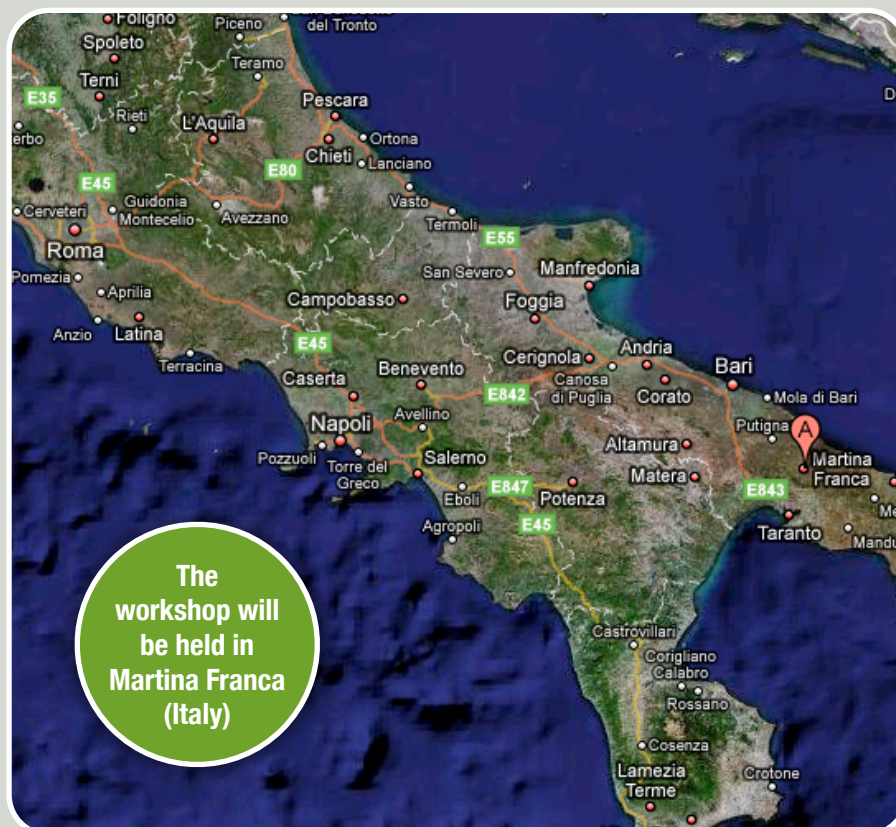 Piceno
del Tronto
Foligno
Spoleto
Teramo
Terni
E35
Pescara
Rieti
L'Aquila
Ortona
erbo
Chieti
Lanciano
E80
E45
Vasto
Guidonia
Montecelio
Avezzano
Cerveteri
Termoli
Roma
E55
San Severo
Manfredonia
Pomezia
Aprilia
Campobasso
Foggia
Anzio
Latina
E45
Andria
Terracina
Benevento
Cerignola
Bari
Caserta
Canosa
di Puglia
E842
Corato
Mola di Bari
Avellino
Napoli
Putigna
A
Altamura
Pozzuoli
Salerno
Martina
Franca
Torre del
Greco
Matera
Eboli
E847
Potenza
E843
Agropoli
E45
Taranto
Me
Mandu
The
workshop will
be held in
Martina Franca
(Italy)
Castrovillari
Corigliano
Calabro
Rossano
Cosenza
Lamezia
Terme
Crotone
D